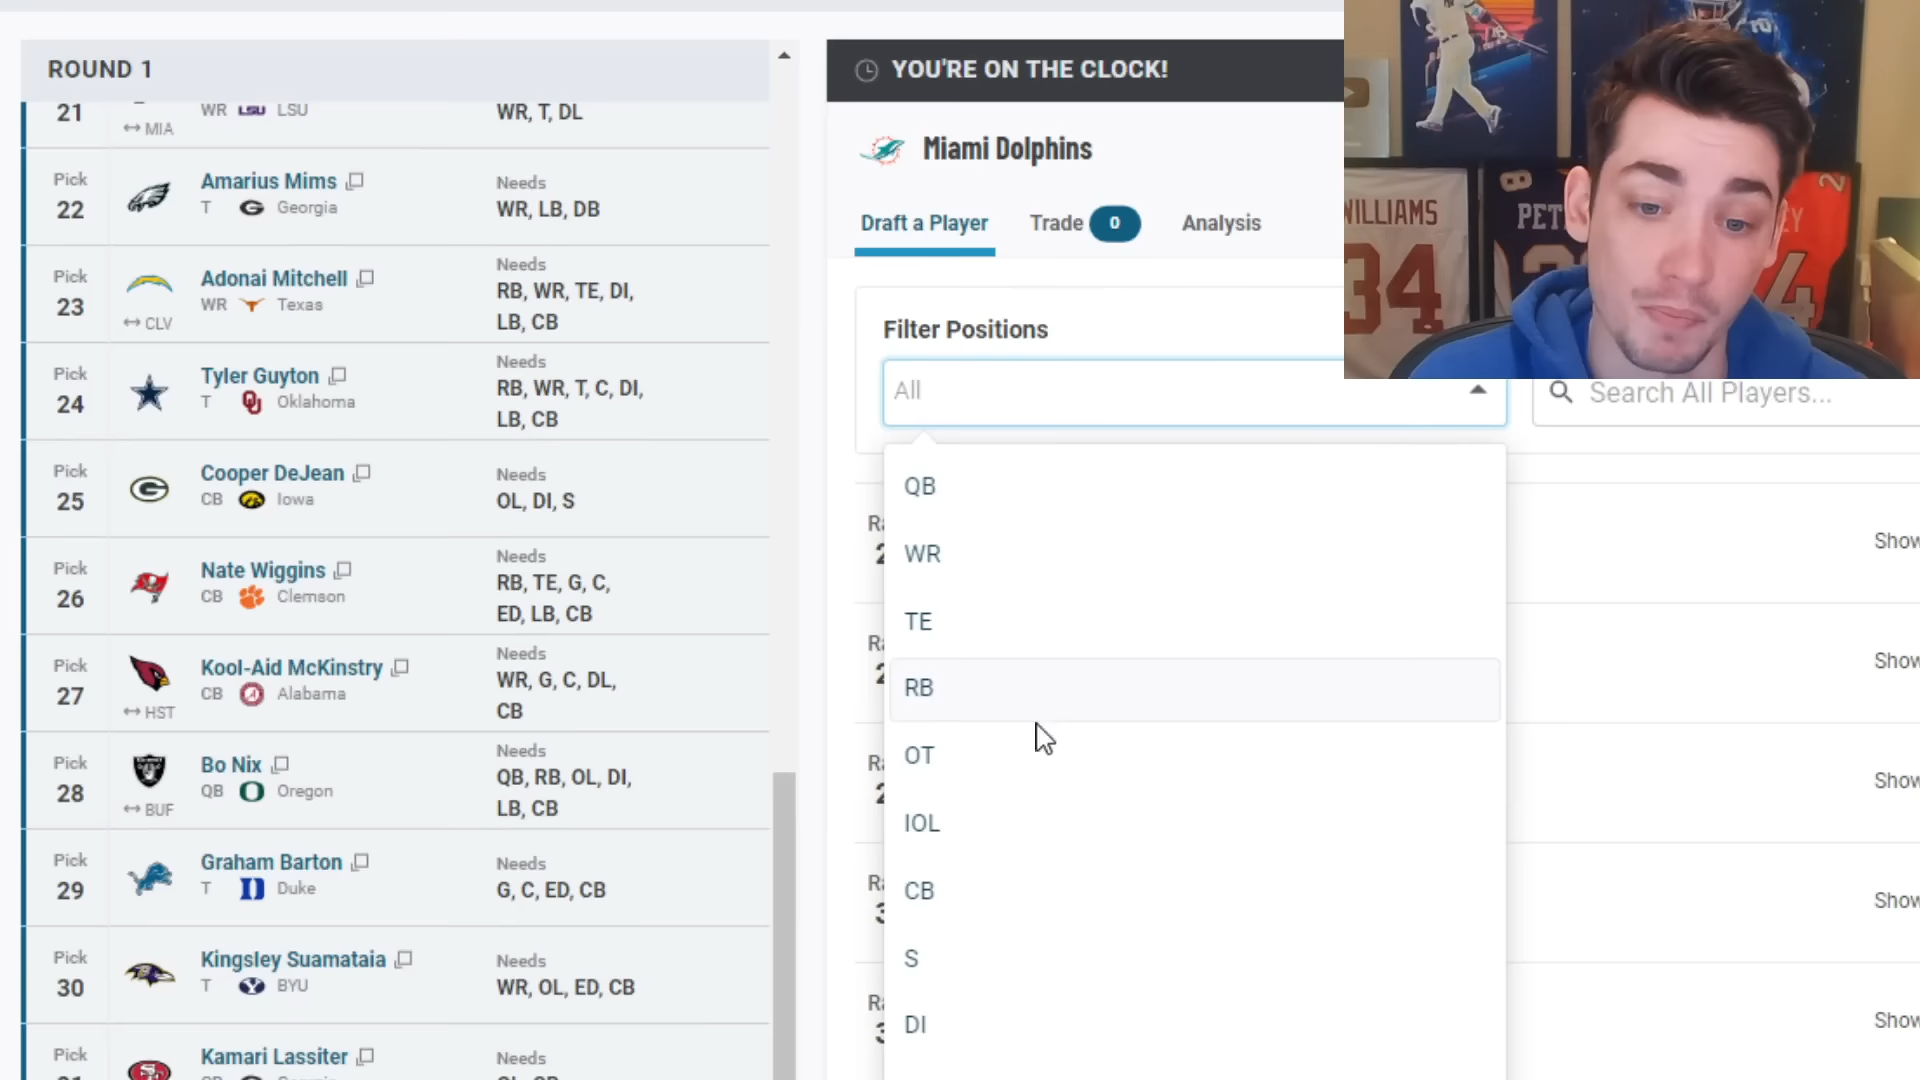 ROUND 1
21
WR LSU LSU
MIA
WR, T, DL
Pick
22
Amarius Mims
T G Georgia
Needs
WR, LB, DB
Pick
23
CLV
Adonai Mitchell
WR Texas
Needs
RB, WR, TE, DI,
LB, CB
Pick
24
Tyler Guyton
T Oklahoma
Needs
RB, WR, T, C, DI,
LB, CB
Pick
25
Cooper DeJean
CB Iowa
Needs
OL, DI, S
Pick
26
Nate Wiggins
CB Clemson
Needs
RB, TE, G, C,
ED, LB, CB
Pick
27
HST
Kool-Aid McKinstry
CB Alabama
Needs
WR, G, C, DL,
CB
Pick
28
BUF
Bo Nix
QB Oregon
Needs
QB, RB, OL, DI,
LB, CB
Pick
29
Graham Barton
T Duke
Needs
G, C, ED, CB
Pick
30
Kingsley Suamataia
T BYU
Needs
WR, OL, ED, CB
Pick
Kamari Lassiter
Needs
YOU'RE ON THE CLOCK!
Miami Dolphins
Draft a Player Trade 0 Analysis
Filter Positions
All
Search All Players...
QB
WR
TE
RB
OT
IOL
CB
S
DI
Show
Show
Show
Show
Show
WILLIAMS
34
PET